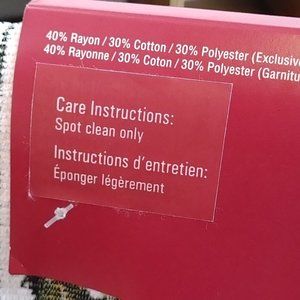 40% Rayon / 30% Cotton / 30% Polyester (Exclusive
40% Rayonne / 30% Coton / 30% Polyester (Garnitu
Care Instructions:
Spot clean only
Instructions d'entretien:
Éponger légèrement